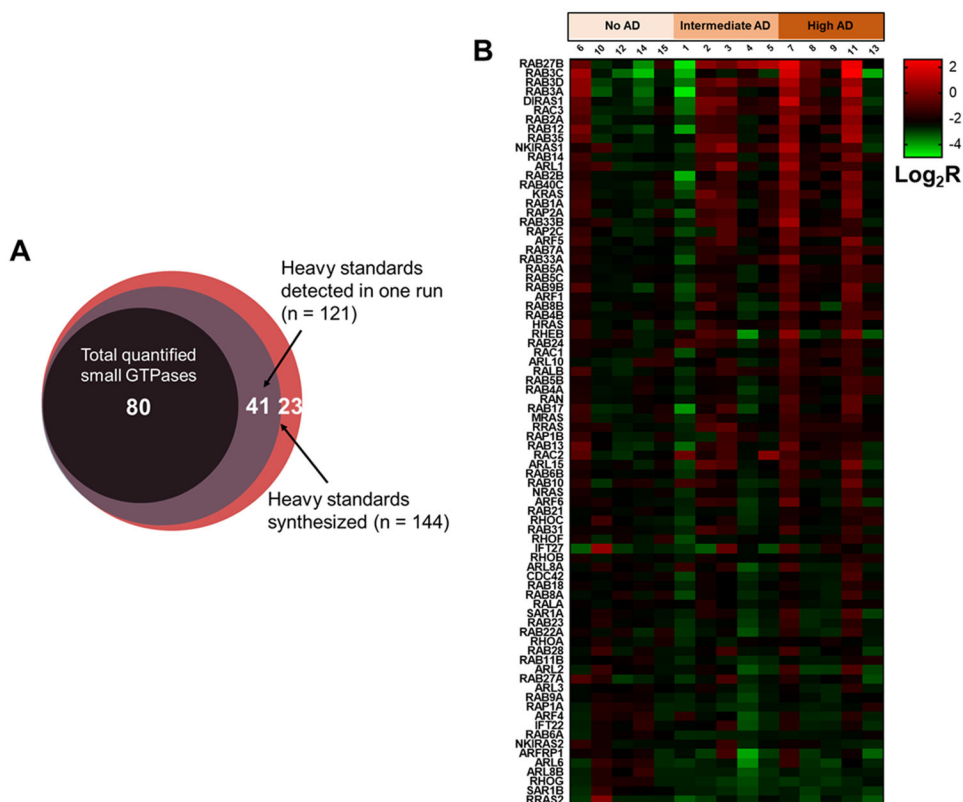 A
Heavy standards
detected in one run
(n = 121)
Total quantified
small GTPases
80
41
23
Heavy standards
synthesized (n = 144)
B
No AD
Intermediate AD
High AD
6 10 12 14 15 1 2 3 4 5 7 8 9 11 13
RAB27B
RAB3C
RAB3D
RAB3A
DIRAS1
RAC3
RAB2A
RAB12
RAB35
NKIRAS1
RAB14
ARL1
RAB2B
RAB40C
KRAS
RAB1A
RAP2A
RAB33B
RAP2C
ARF5
RAB7A
RAB33A
RAB5A
RAB5C
RAB9B
ARF1
RAB8B
RAB4B
HRAS
RHEB
RAB24
RAC1
ARL10
RALB
RAB5B
RAB4A
RAN
RAB17
MRAS
RRAS
RAP1B
RAB13
RAC2
ARL15
RAB6B
RAB10
NRAS
ARF6
RAB21
RHOC
RAB31
RHOF
IFT27
RHOB
ARL8A
CDC42
RAB18
RAB8A
RALA
SAR1A
RAB23
RAB22A
RHOA
RAB28
RAB11B
ARL2
RAB27A
ARL3
RAB9A
RAP1A
ARF4
IFT22
RAB6A
NKIRAS2
ARFRP1
ARL6
ARL8B
RHOG
SAR1B
RRAS2
2
0
-2
-4
Log2R